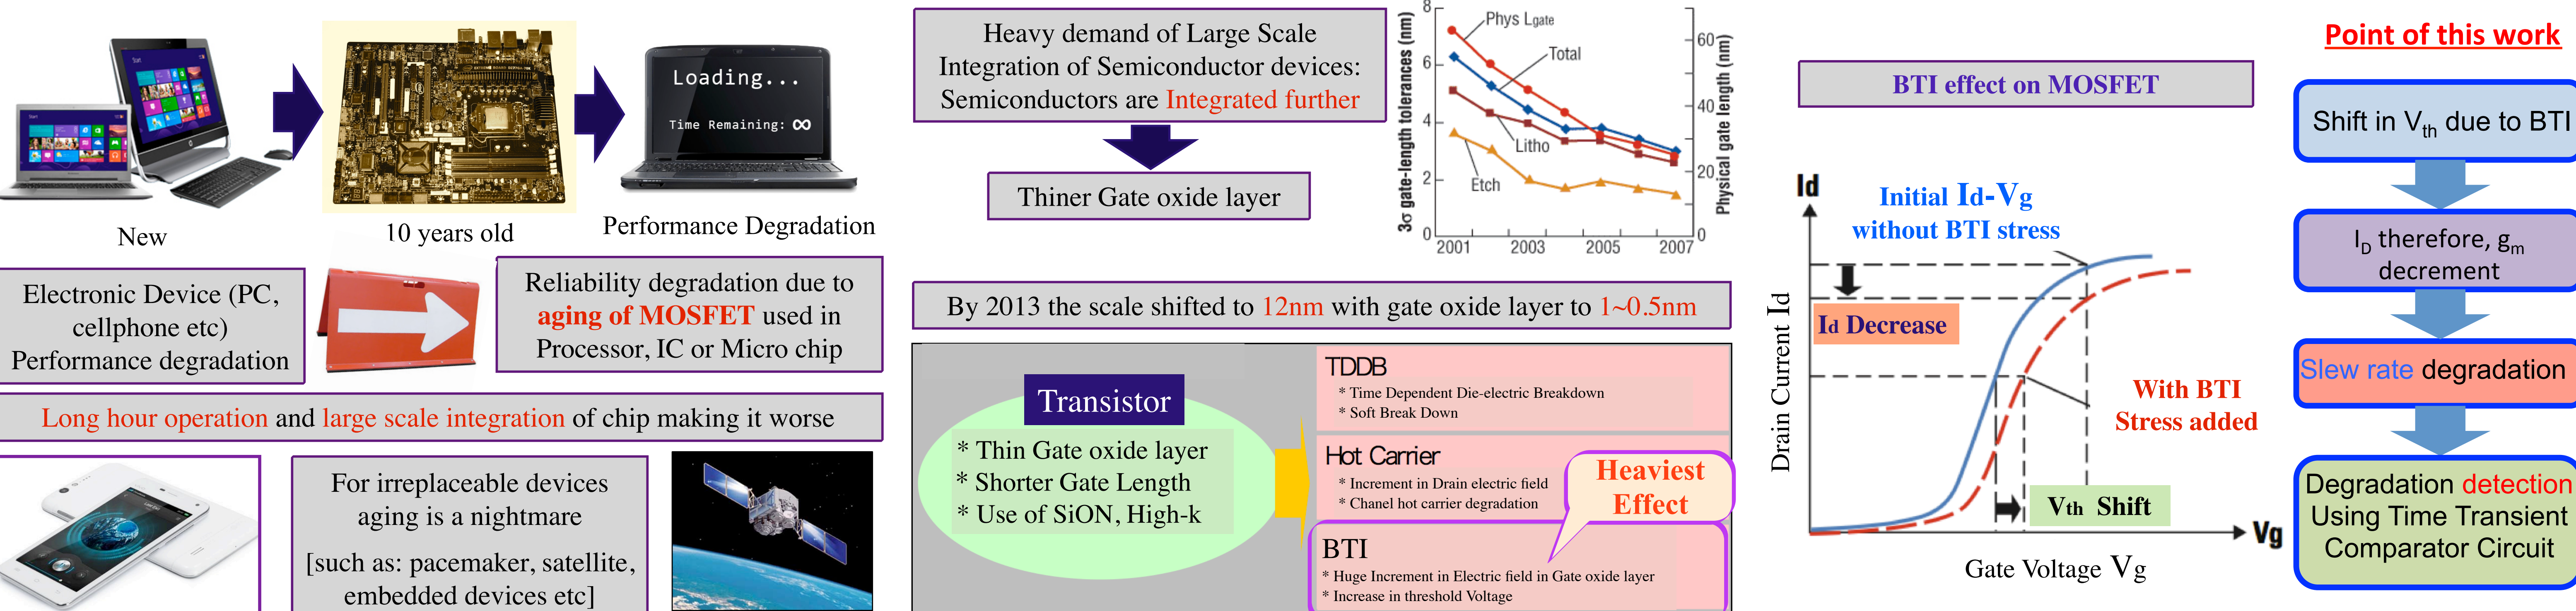 New
10 years old
Loading...
Time Remaining: ∞
Performance Degradation
Electronic Device (PC,
cellphone etc)
Performance degradation
Reliability degradation due to
aging of MOSFET used in
Processor, IC or Micro chip
Long hour operation and large scale integration of chip making it worse
For irreplaceable devices
aging is a nightmare
[such as: pacemaker, satellite,
embedded devices etc]
Heavy demand of Large Scale
Integration of Semiconductor devices:
Semiconductors are Integrated further
Thiner Gate oxide layer
3σ gate-length tolerances (nm)
8
6
4
2
0
Phys Lgate
Total
Litho
Etch
2001
2003
2005
2007
60
40
20
0
Physical gate length (nm)
By 2013 the scale shifted to 12nm with gate oxide layer to 1~0.5nm
Transistor
* Thin Gate oxide layer
* Shorter Gate Length
* Use of SiON, High-k
TDDB
* Time Dependent Die-electric Breakdown
* Soft Break Down
Hot Carrier
* Increment in Drain electric field
* Chanel hot carrier degradation
Heaviest
Effect
BTI
* Huge Increment in Electric field in Gate oxide layer
* Increase in threshold Voltage
BTI effect on MOSFET
Id
Initial Id-Vg
without BTI stress
Id Decrease
Drain Current Id
With BTI
Stress added
Vth Shift
Vg
Gate Voltage Vg
Point of this work
Shift in Vth due to BTI
ID therefore, gm
decrement
Slew rate degradation
Degradation detection
Using Time Transient
Comparator Circuit